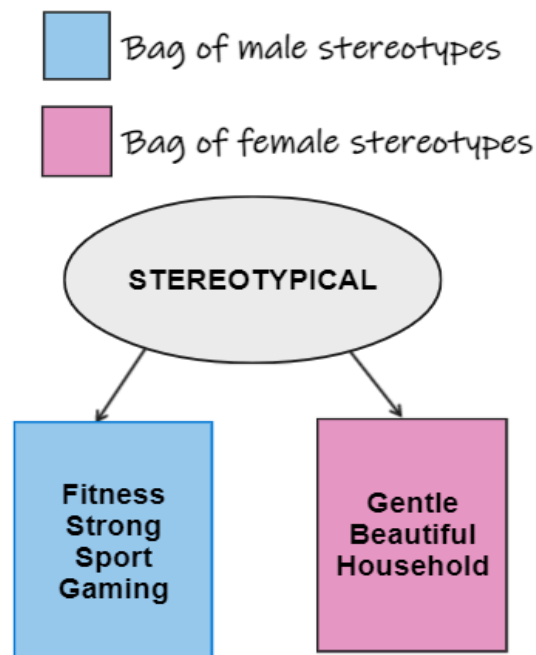 Bag of male stereotypes
Bag of female stereotypes
STEREOTYPICAL
Fitness
Strong
Sport
Gaming
Gentle
Beautiful
Household